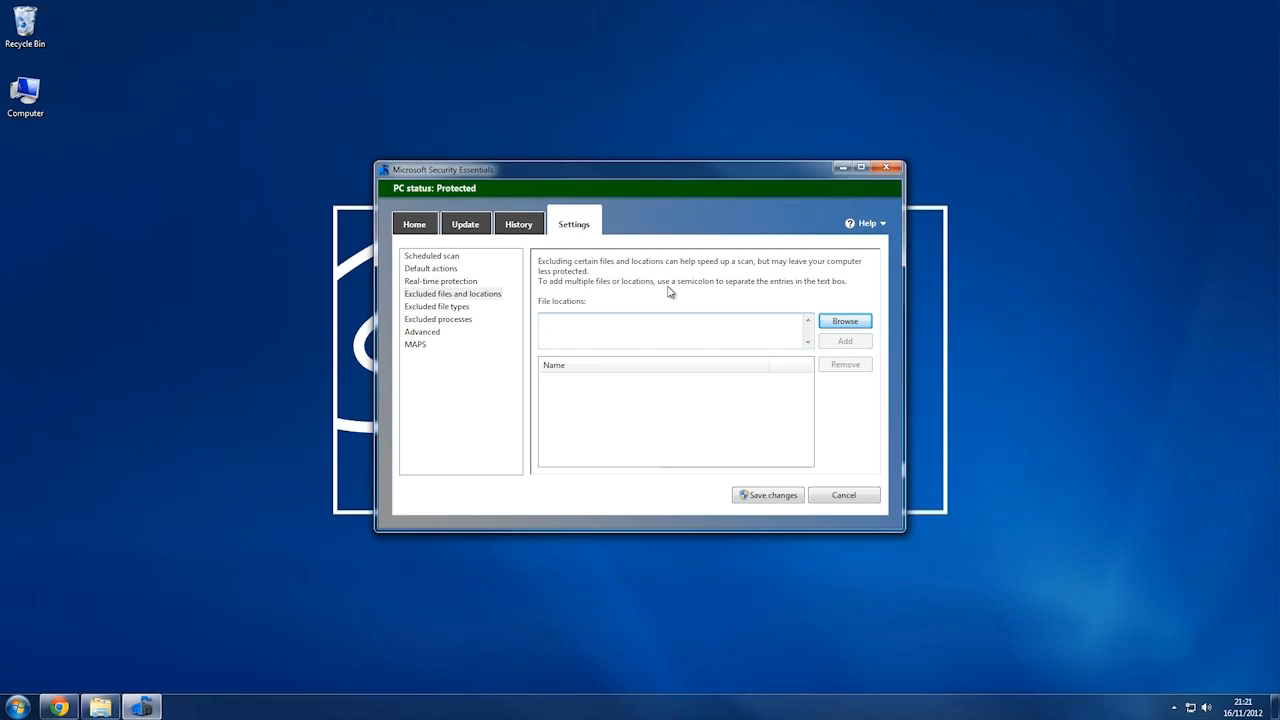 Recycle Bin
Computer
Microsoft Security Essentials
PC status: Protected
Home
Update
History
Settings
Help
Scheduled scan
Default actions
Real-time protection
Excluded files and locations
Excluded file types
Excluded processes
Advanced
MAPS
Excluding certain files and locations can help speed up a scan, but may leave your computer
less protected.
To add multiple files or locations, use a semicolon to separate the entries in the text box.
File locations:
Browse
Add
Name
Remove
Save changes
Cancel
21:21
16/11/2012